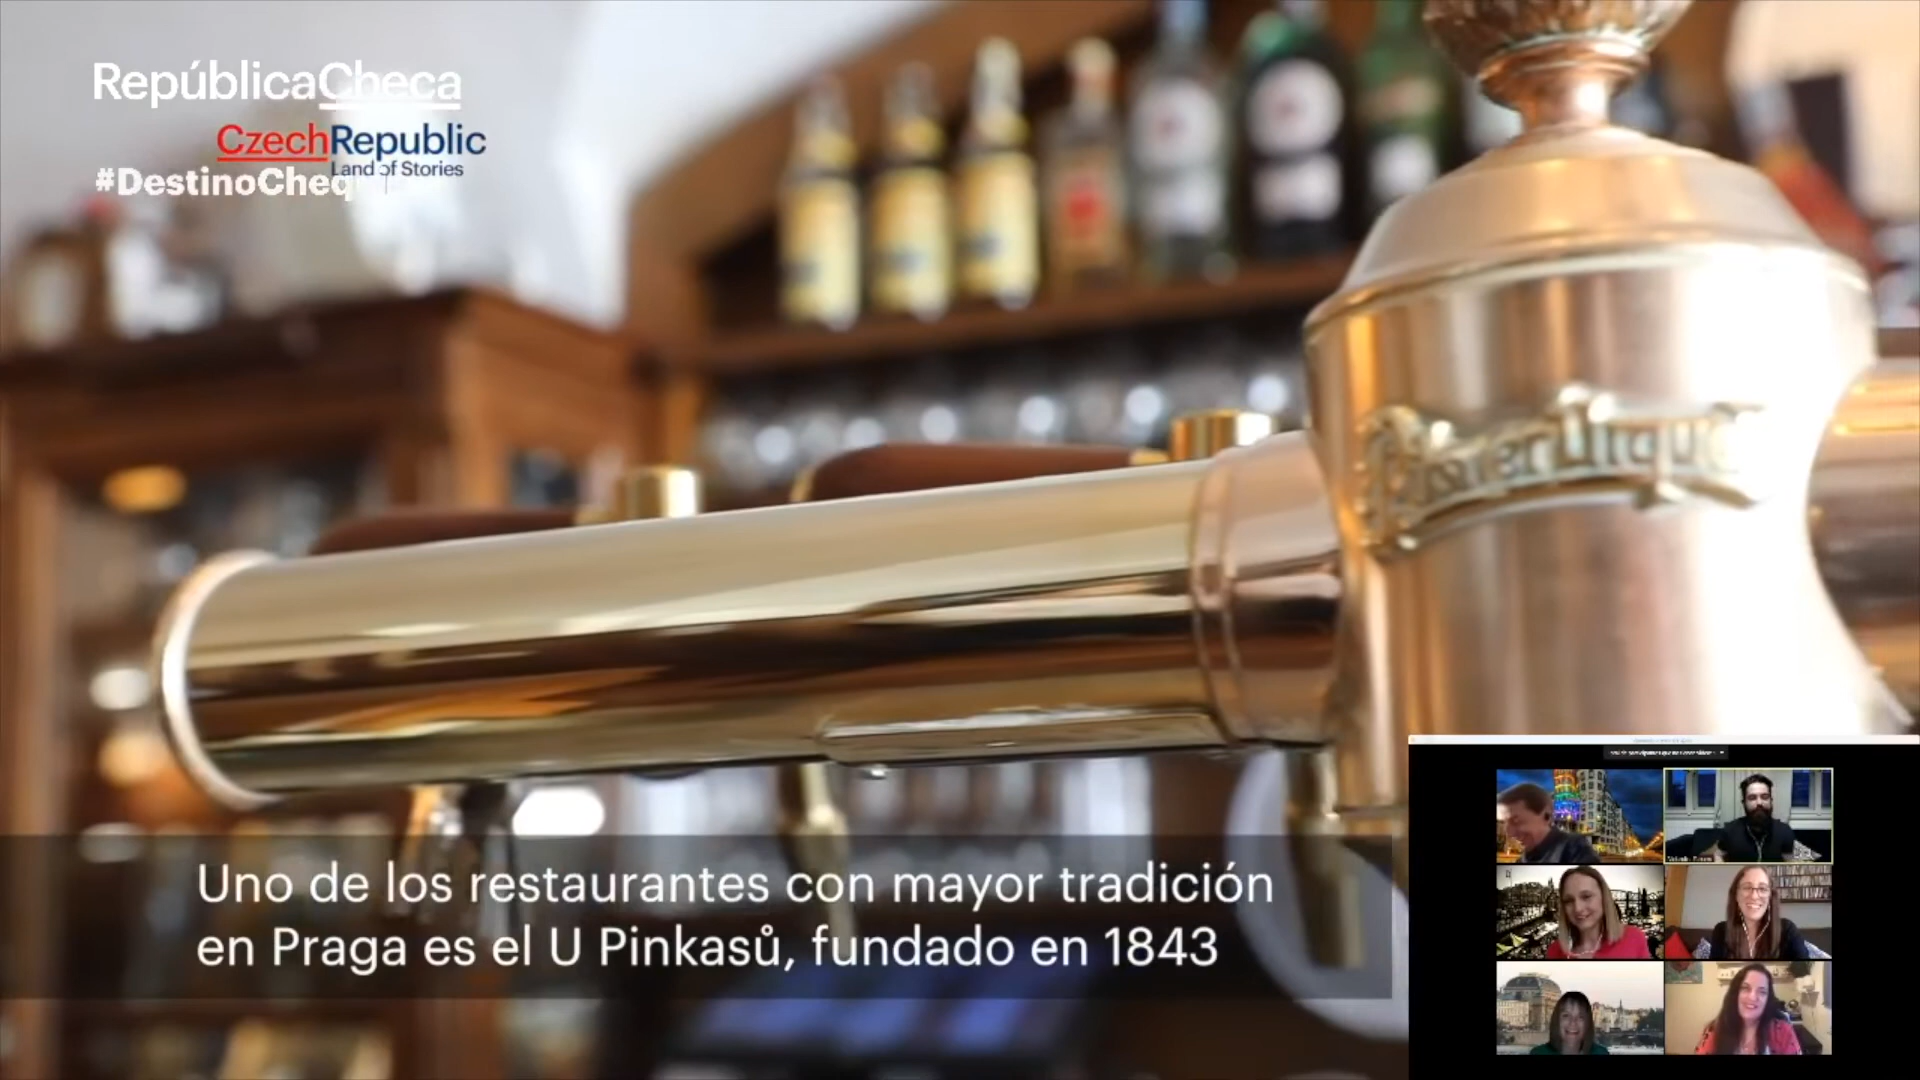 RepúblicaCheca
CzechRepublic
Land of Stories
#DestinoCheq
Uno de los restaurantes con mayor tradición
en Praga es el U Pinkasů, fundado en 1843